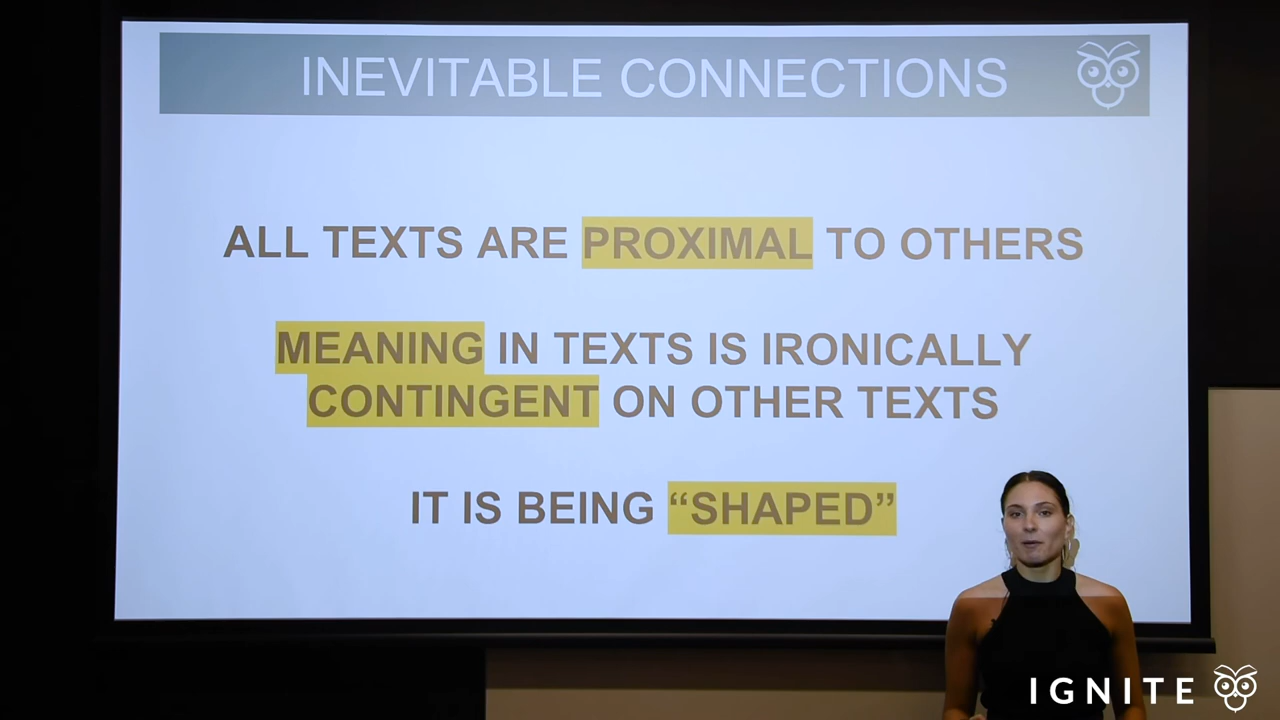 INEVITABLE CONNECTIONS
ALL TEXTS ARE PROXIMAL TO OTHERS
MEANING IN TEXTS IS IRONICALLY
CONTINGENT ON OTHER TEXTS
IT IS BEING “SHAPED”
IGNITE